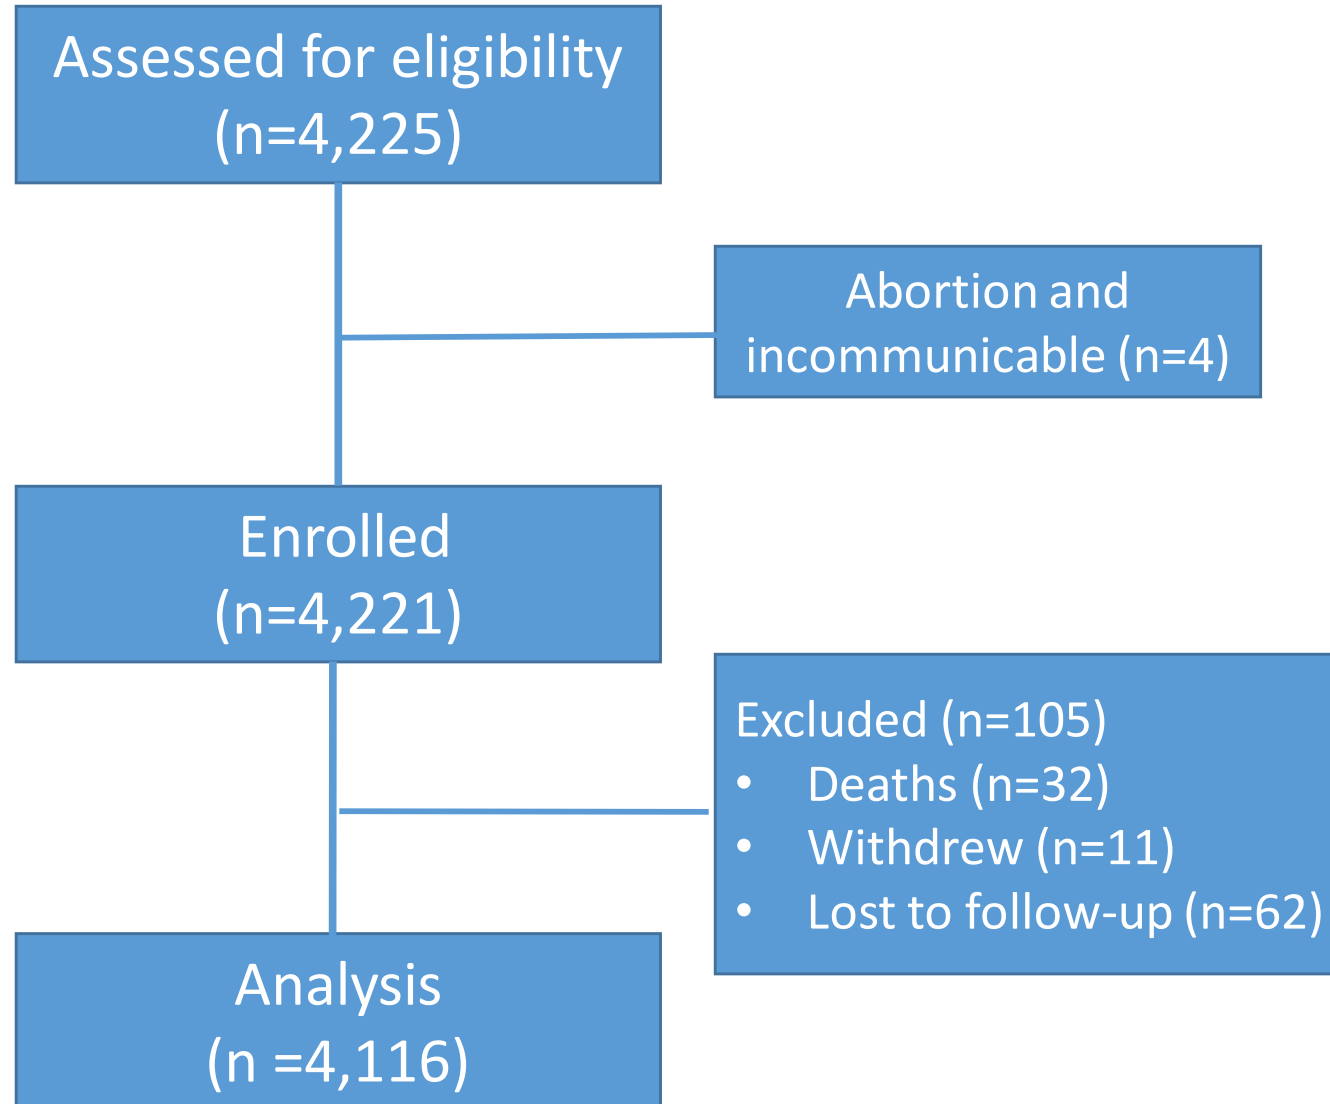 Assessed for eligibility
(n=4,225)
Abortion and
incommunicable (n=4)
Enrolled
(n=4,221)
Excluded (n=105)
• Deaths (n=32)
• Withdrew (n=11)
• Lost to follow-up (n=62)
Analysis
(n =4,116)